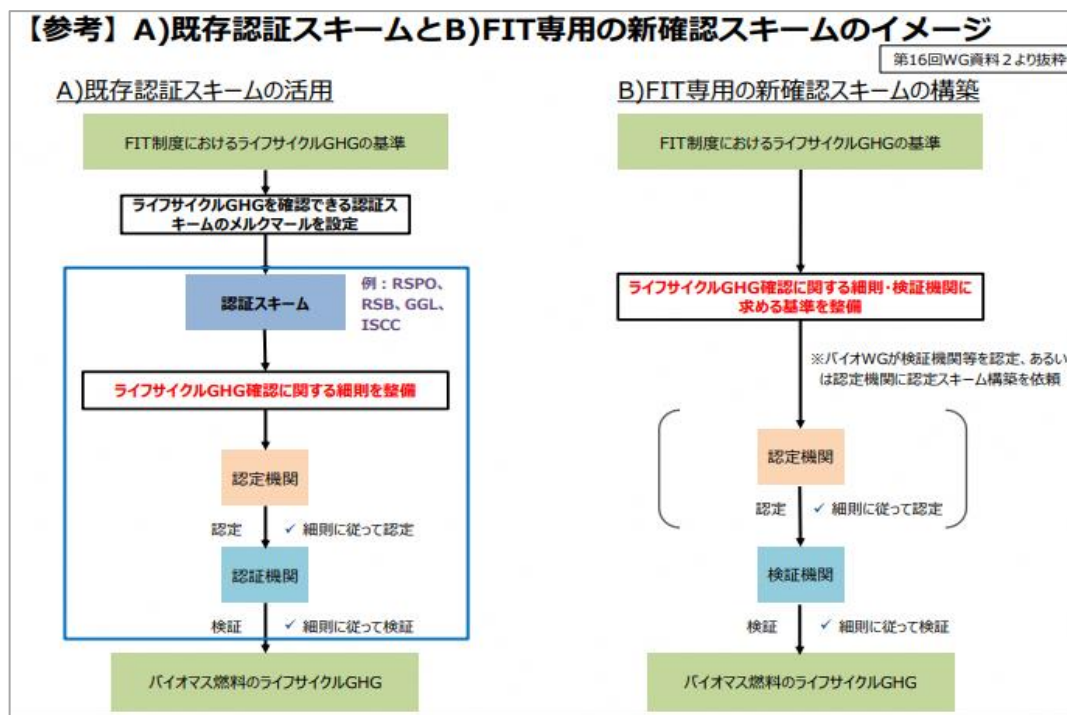 【参考】A)既存認証スキームとB)FIT専用の新確認スキームのイメージ
第16回WG資料２より抜粋
A)既存認証スキームの活用
FIT制度におけるライフサイクルGHGの基準
ライフサイクルGHGを確認できる認証ス
キームのメルクマールを設定
認証スキーム
例：RSPO、
RSB、GGL、
ISCC
ライフサイクルGHG確認に関する細則を整備
認定機関
認定 ✓ 細則に従って認定
認証機関
検証 ✓ 細則に従って検証
バイオマス燃料のライフサイクルGHG
B)FIT専用の新確認スキームの構築
FIT制度におけるライフサイクルGHGの基準
ライフサイクルGHG確認に関する細則・検証機関に
求める基準を整備
※バイオWGが検証機関等を認定、あるい
は認定機関に認定スキーム構築を依頼
認定機関
認定 ✓ 細則に従って認定
検証機関
検証 ✓ 細則に従って検証
バイオマス燃料のライフサイクルGHG